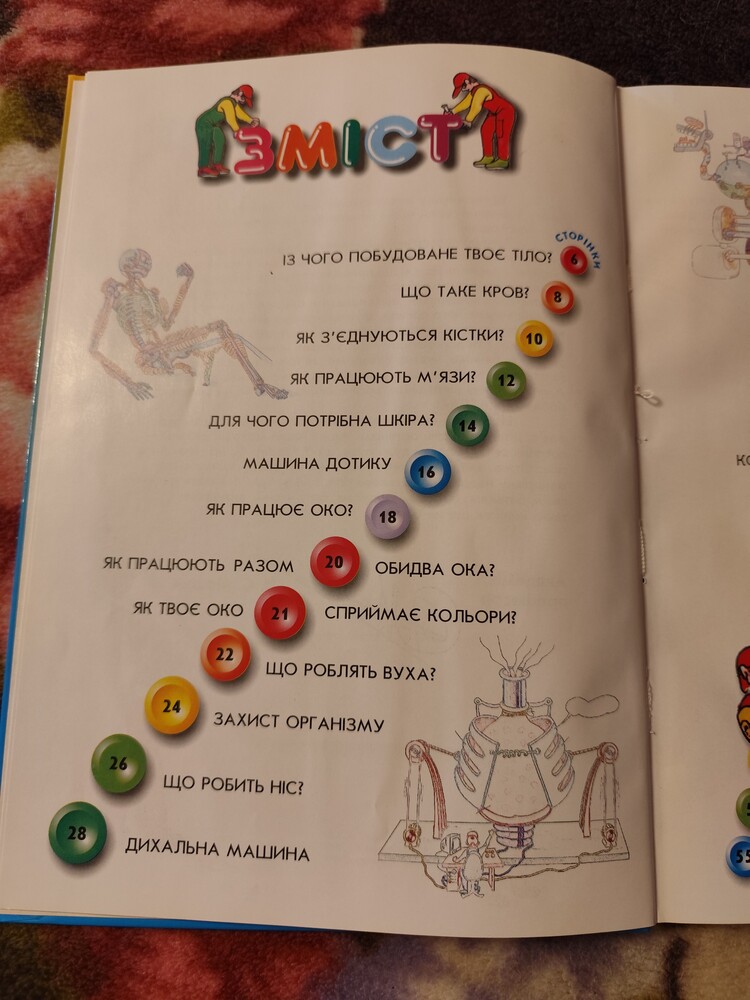 ЗМІСТ
СТОРІНКИ
ІЗ ЧОГО ПОБУДОВАНЕ ТВОЄ ТІЛО? 6
ЩО ТАКЕ КРОВ? 8
ЯК З'ЄДНУЮТЬСЯ КІСТКИ? 10
ЯК ПРАЦЮЮТЬ М'ЯЗИ? 12
ДЛЯ ЧОГО ПОТРІБНА ШКІРА? 14
МАШИНА ДОТИКУ 16
ЯК ПРАЦЮЄ ОКО? 18
ЯК ПРАЦЮЮТЬ РАЗОМ 20 ОБИДВА ОКА?
ЯК ТВОЄ ОКО 21 СПРИЙМАЄ КОЛЬОРИ?
22 ЩО РОБЛЯТЬ ВУХА?
24 ЗАХИСТ ОРГАНІЗМУ
26 ЩО РОБИТЬ НІС?
28 ДИХАЛЬНА МАШИНА
55